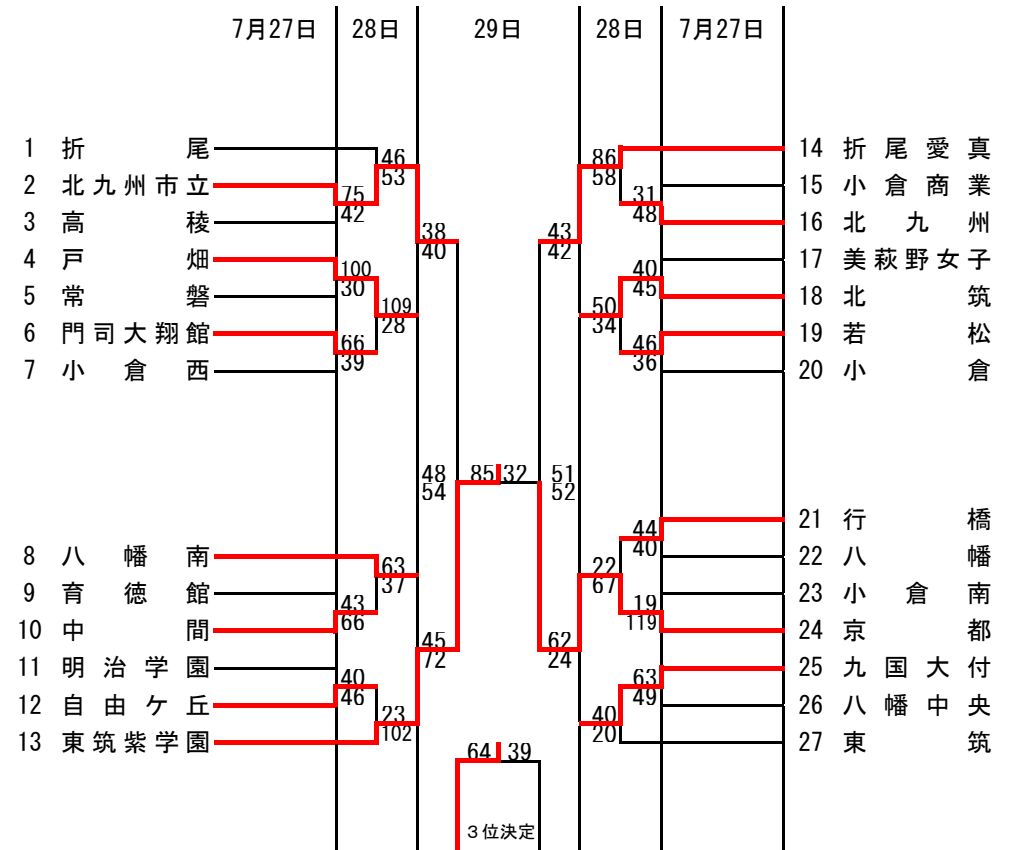 7月27日 28日 29日 28日 7月27日
1 折尾 46 86 14 折尾愛真
53 58
2 北九州市立 75 31 15 小倉商業
3 高稜 42 48 16 北九州
38 43
4 戸畑 40 42 17 美萩野女子
100 40
5 常磐 30 109 50 45 18 北筑
28 34
6 門司大翔館 66 46 19 若松
7 小倉西 39 36 20 小倉
48 85 32 51
54 52
21 行橋
44
8 八幡南 63 40 22 八幡
37 22
9 育徳館 43 67 19 23 小倉南
10 中間 66 119 24 京都
45 62
11 明治学園 40 72 24 63 25 九国大付
12 自由ケ丘 46 23 40 49 26 八幡中央
13 東筑紫学園 102 20 27 東筑
64 39
3位決定